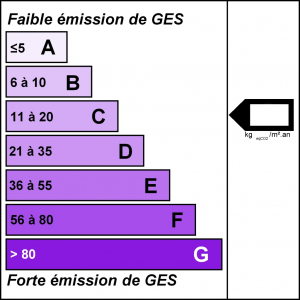 Faible émission de GES
≤5 A
6 à 10 B
11 à 20 C
21 à 35 D
36 à 55 E
56 à 80 F
> 80 G
kg eqCO2 /m².an
Forte émission de GES